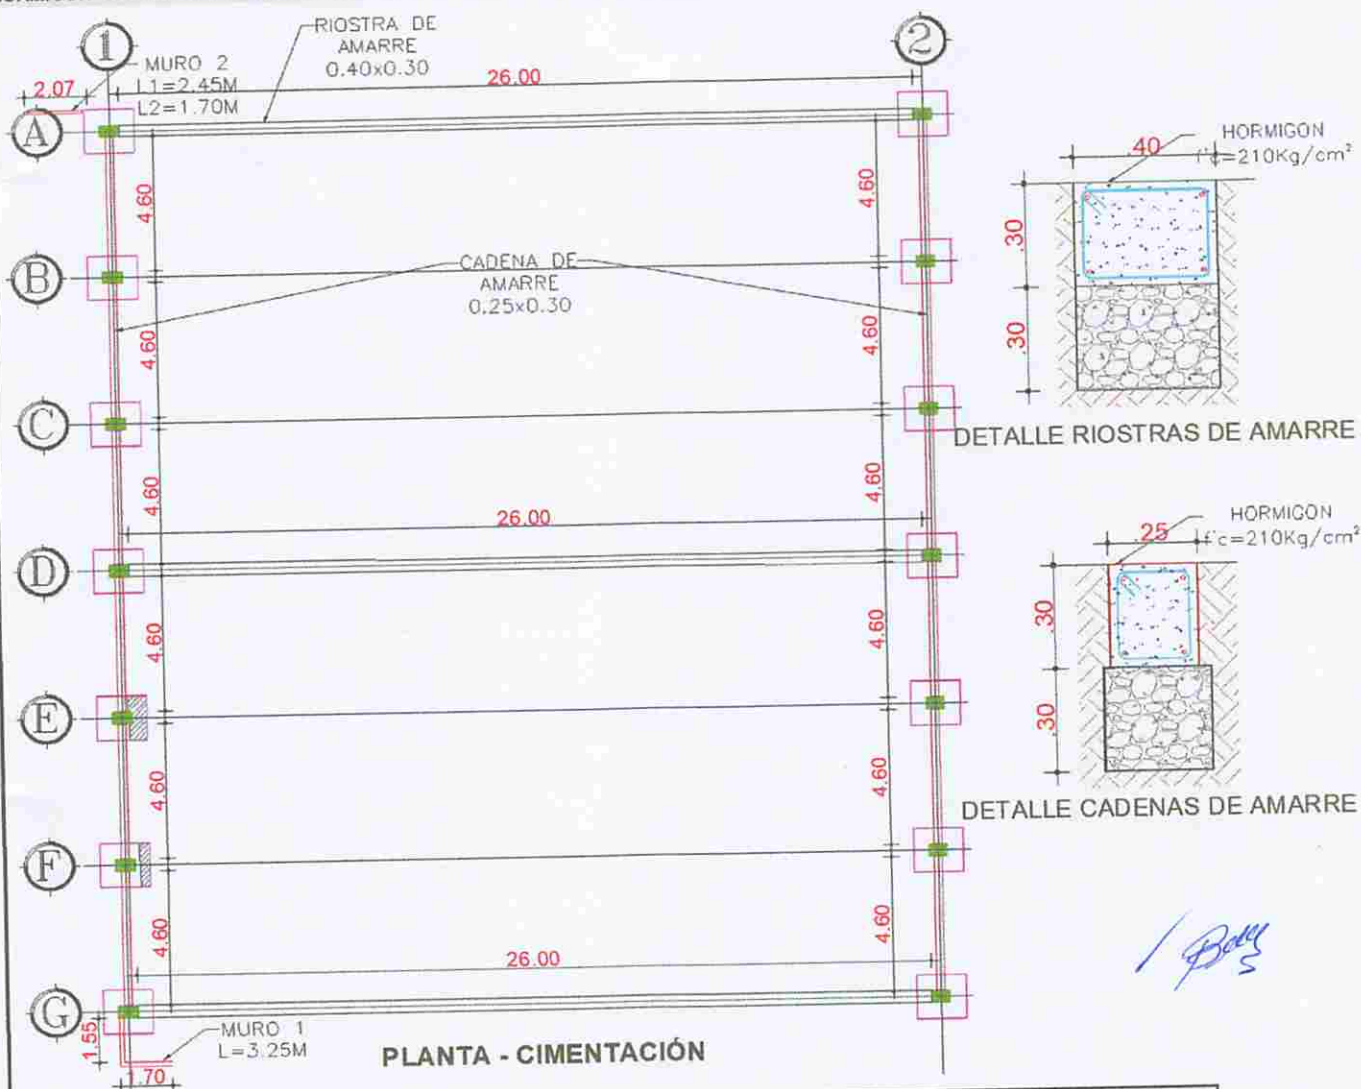 1
2
RIOSTRA DE
AMARRE
0.40x0.30
MURO 2
L1=2.45M
L2=1.70M
2.07
26.00
A
4.60
4.60
B
CADENA DE
AMARRE
0.25x0.30
4.60
4.60
C
4.60
4.60
26.00
D
4.60
4.60
E
4.60
4.60
F
4.60
4.60
26.00
G
1.55
MURO 1
L=3.25M
1.70
PLANTA - CIMENTACIÓN
HORMIGON
.40
f'c=210Kg/cm²
.30
.30
DETALLE RIOSTRAS DE AMARRE
HORMIGON
.25
f'c=210Kg/cm²
.30
.30
DETALLE CADENAS DE AMARRE